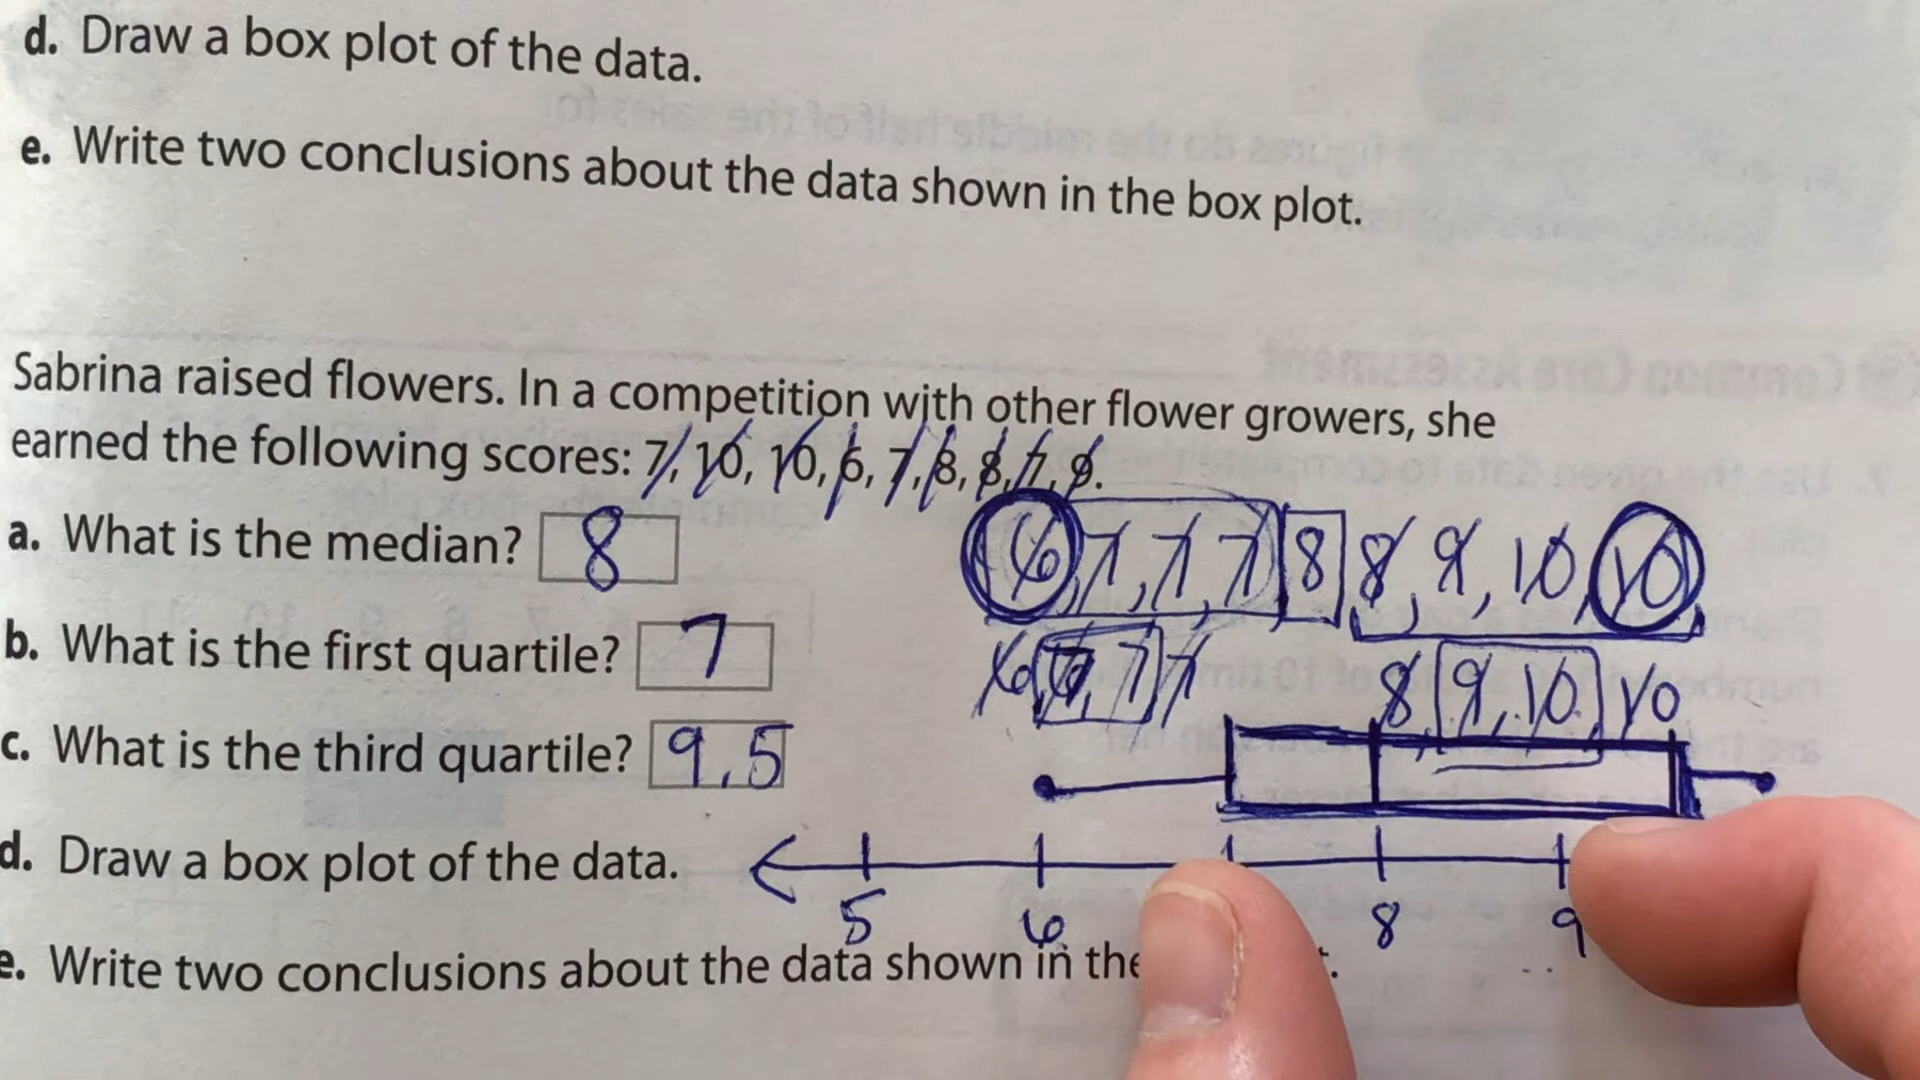 d. Draw a box plot of the data.
e. Write two conclusions about the data shown in the box plot.
Sabrina raised flowers. In a competition with other flower growers, she
earned the following scores: 7, 10, 10, 6, 7, 8, 8, 7, 9.
a. What is the median? 8
6, 7, 7, 7 8 8, 9, 10, 10
b. What is the first quartile? 7
6, 7, 7, 7 8, 9, 10, 10
c. What is the third quartile? 9.5
d. Draw a box plot of the data.
5 6 8 9
e. Write two conclusions about the data shown in the